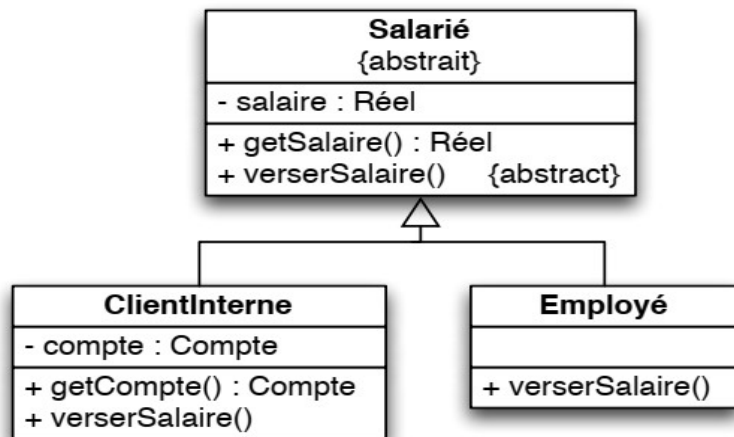 Salarié
{abstrait}
- salaire : Réel
+ getSalaire() : Réel
+ verserSalaire() {abstract}
ClientInterne
- compte : Compte
+ getCompte() : Compte
+ verserSalaire()
Employé
+ verserSalaire()